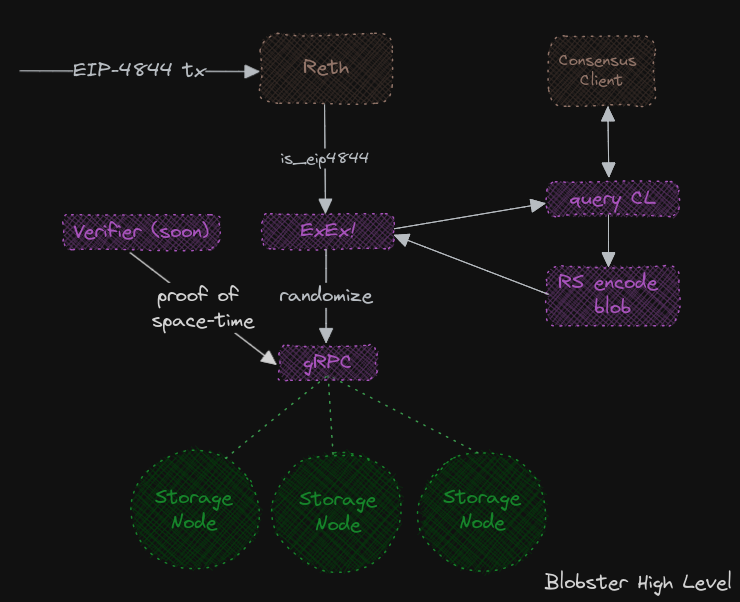 EIP-4844 tx
Reth
Consensus
Client
is_eip4844
query CL
Verifier (soon)
ExEx!
RS encode
blob
proof of
space-time
randomize
gRPC
Storage
Node
Storage
Node
Storage
Node
Blobster High Level